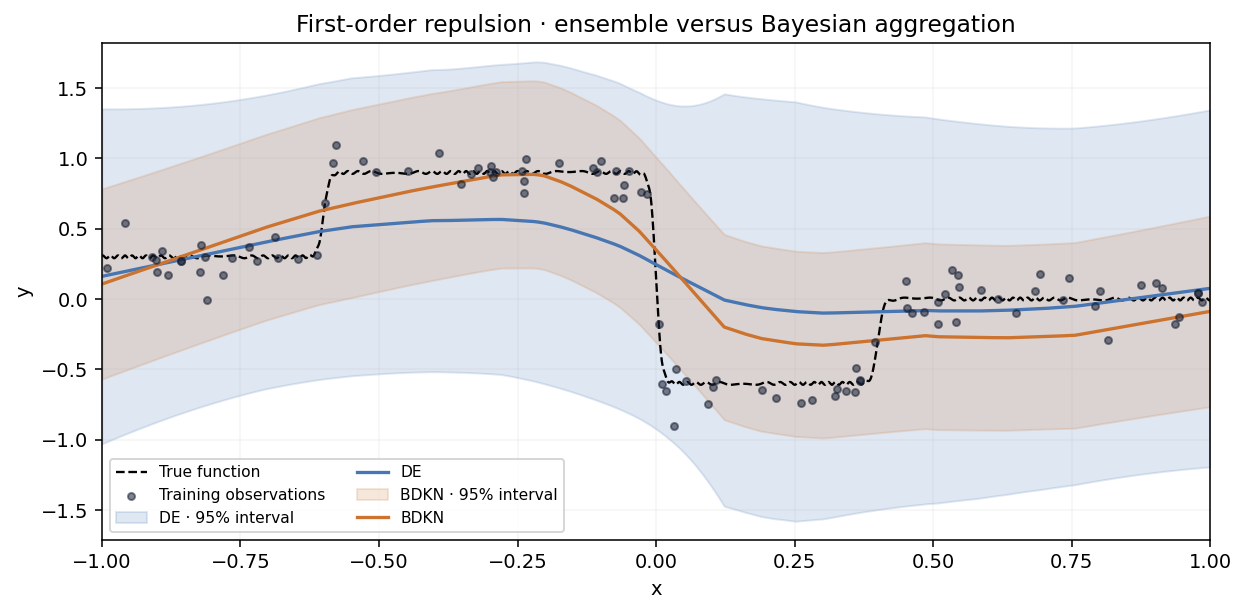 First-order repulsion · ensemble versus Bayesian aggregation
y
1.5
1.0
0.5
0.0
−0.5
−1.0
−1.5
True function
Training observations
DE · 95% interval
DE
BDKN · 95% interval
BDKN
−1.00
−0.75
−0.50
−0.25
0.00
0.25
0.50
0.75
1.00
x